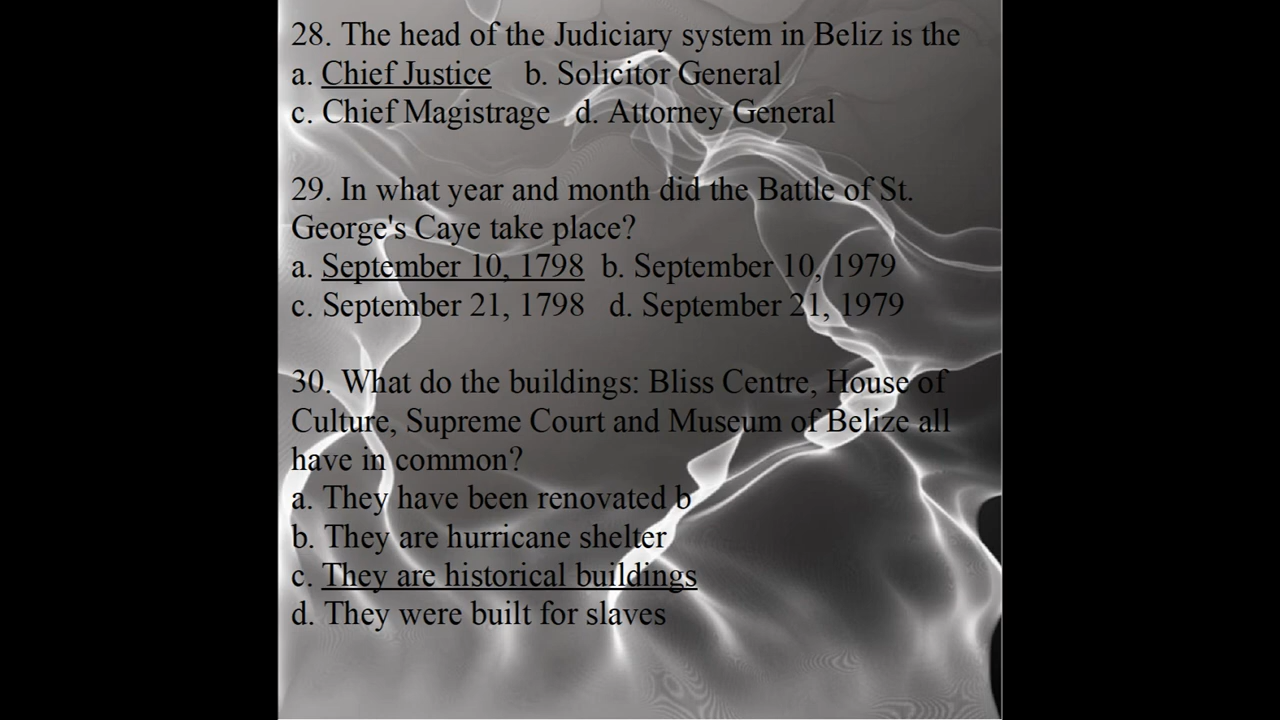 28. The head of the Judiciary system in Beliz is the
a. Chief Justice b. Solicitor General
c. Chief Magistrage d. Attorney General
29. In what year and month did the Battle of St.
George's Caye take place?
a. September 10, 1798 b. September 10, 1979
c. September 21, 1798 d. September 21, 1979
30. What do the buildings: Bliss Centre, House of
Culture, Supreme Court and Museum of Belize all
have in common?
a. They have been renovated b
b. They are hurricane shelter
c. They are historical buildings
d. They were built for slaves